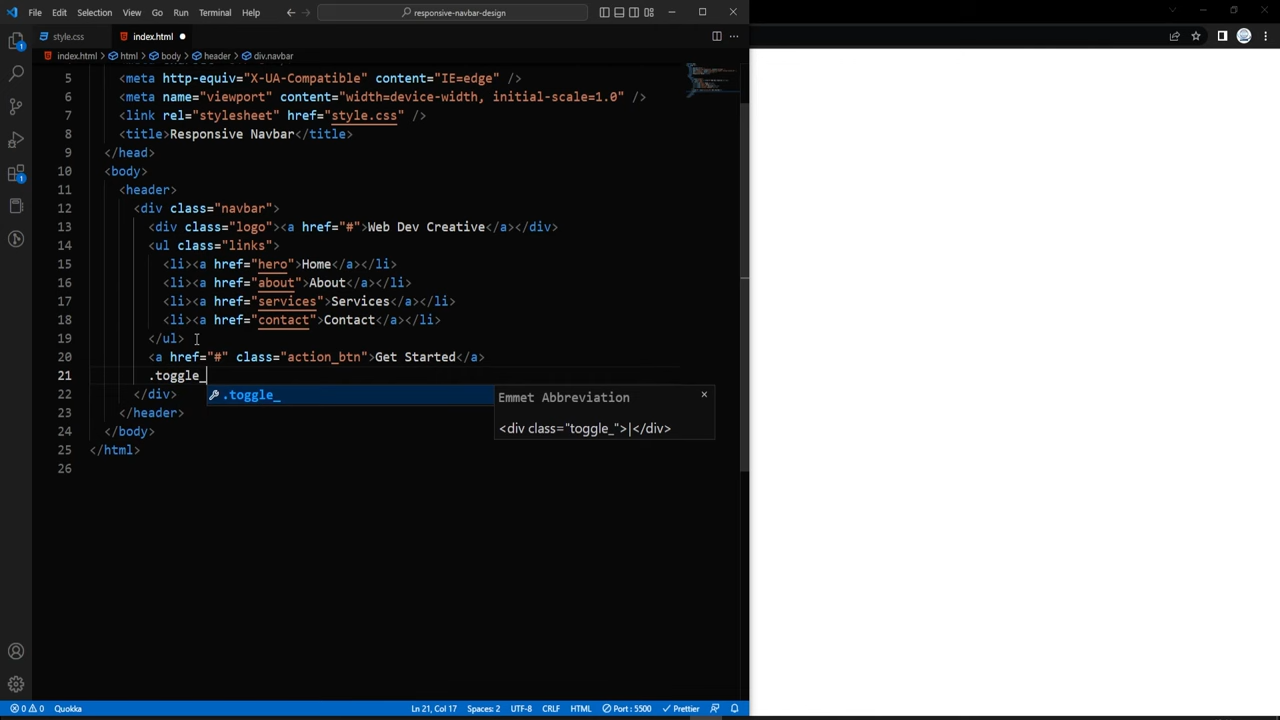 File Edit Selection View Go Run Terminal Help
responsive-navbar-design
style.css
index.html
index.html > html > body > header > div.navbar
5 <meta http-equiv="X-UA-Compatible" content="IE=edge" />
6 <meta name="viewport" content="width=device-width, initial-scale=1.0" />
7 <link rel="stylesheet" href="style.css" />
8 <title>Responsive Navbar</title>
9 </head>
10 <body>
11 <header>
12 <div class="navbar">
13 <div class="logo"><a href="#">Web Dev Creative</a></div>
14 <ul class="links">
15 <li><a href="hero">Home</a></li>
16 <li><a href="about">About</a></li>
17 <li><a href="services">Services</a></li>
18 <li><a href="contact">Contact</a></li>
19 </ul>
20 <a href="#" class="action_btn">Get Started</a>
21 .toggle_
22 </div>
.toggle_
Emmet Abbreviation
<div class="toggle_">|</div>
23 </header>
24 </body>
25 </html>
26
0 0 Quokka Ln 21, Col 17 Spaces: 2 UTF-8 CRLF HTML Port : 5500 Prettier